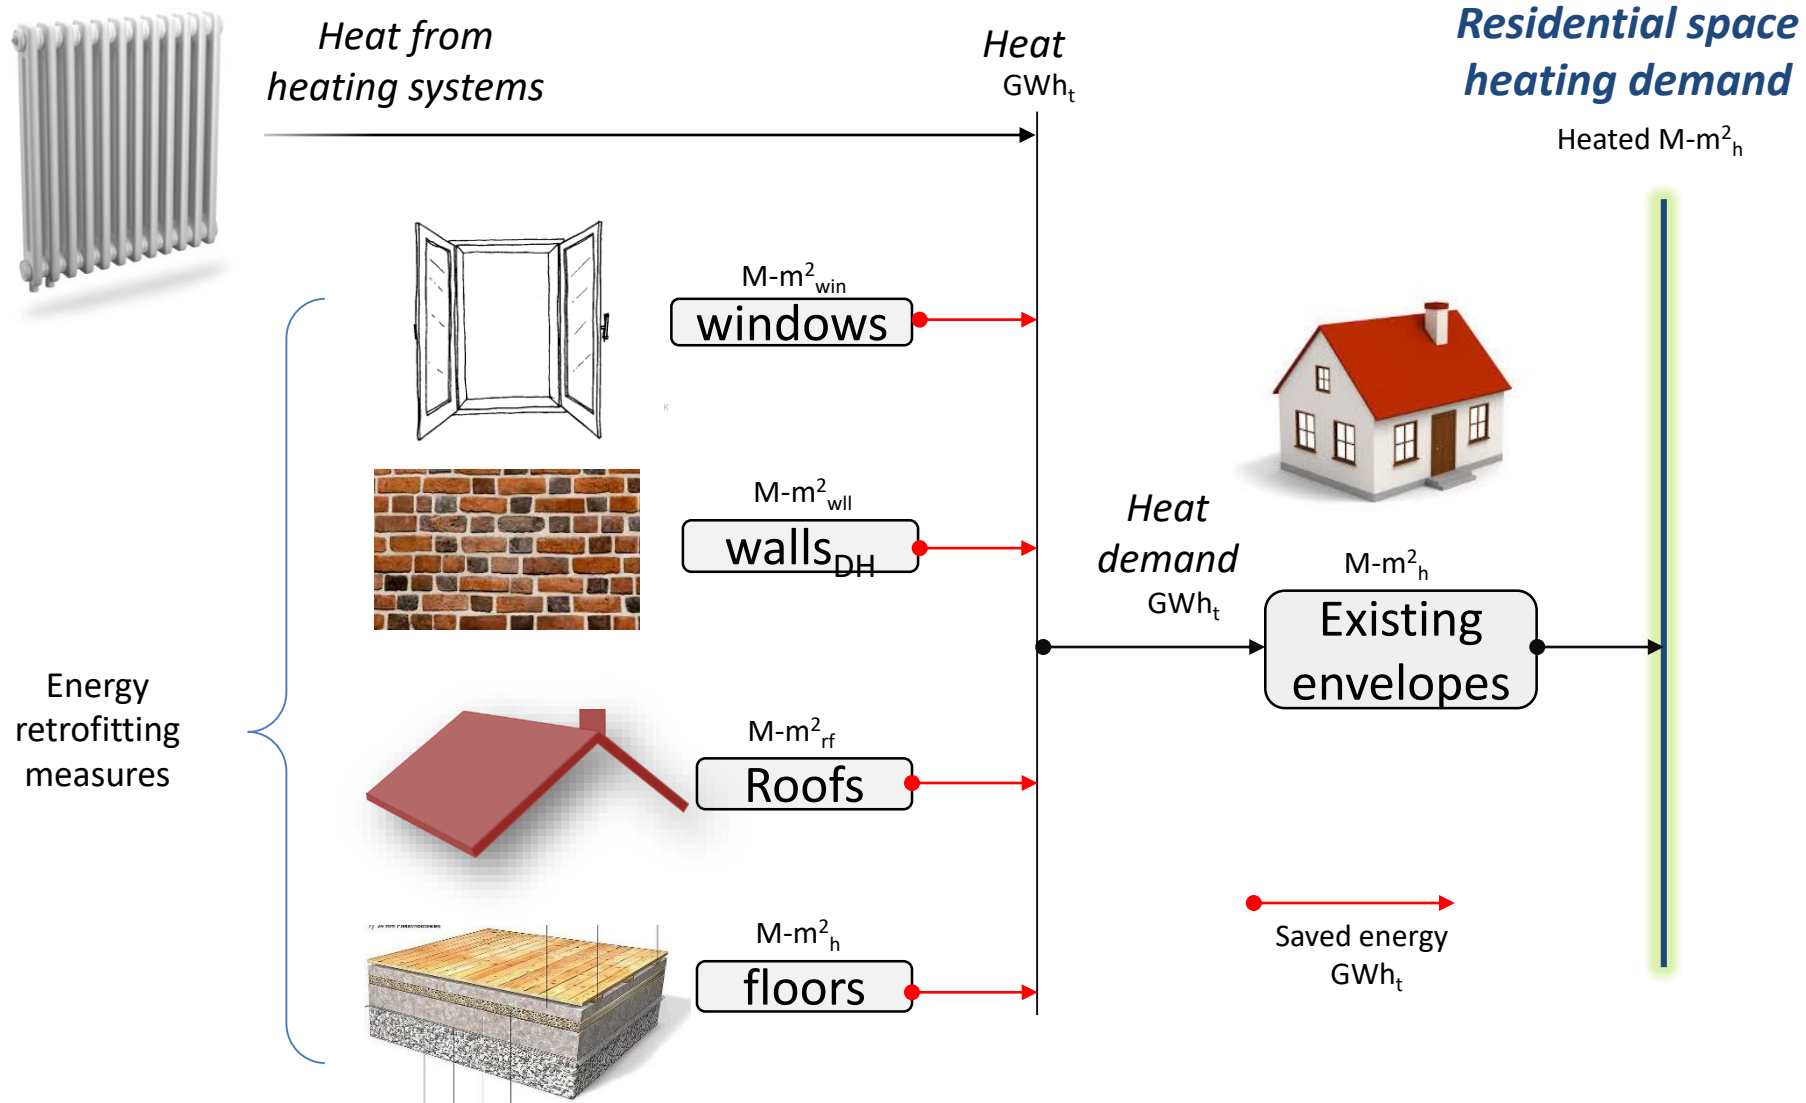 Heat from
heating systems
Heat
GWht
Residential space
heating demand
Heated M-m²h
M-m²win
windows
M-m²wll
wallsDH
Heat
demand
GWht
M-m²h
Existing
envelopes
Energy
retrofitting
measures
M-m²rf
Roofs
M-m²h
floors
Saved energy
GWht